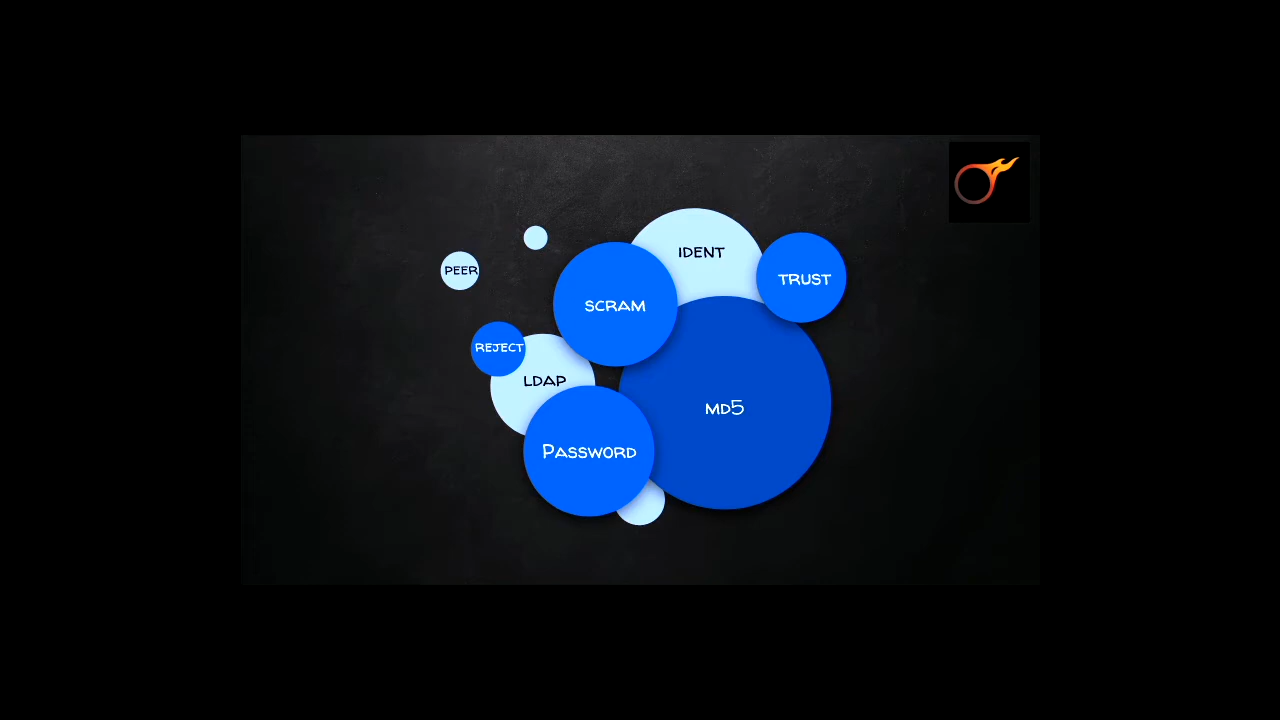 IDENT
PEER
TRUST
SCRAM
REJECT
LDAP
MD5
PASSWORD